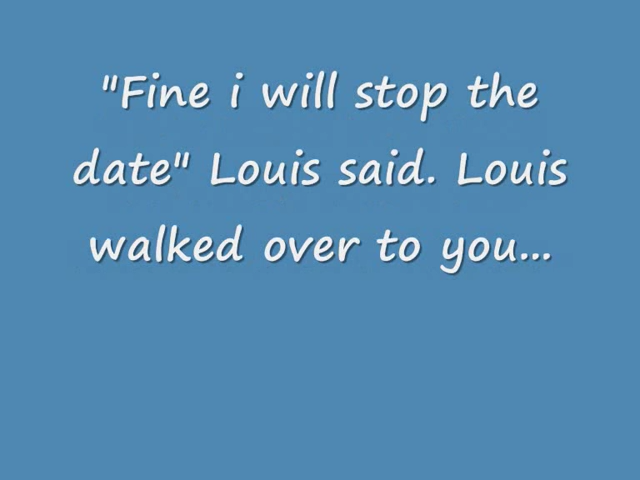 "Fine i will stop the
date" Louis said. Louis
walked over to you...